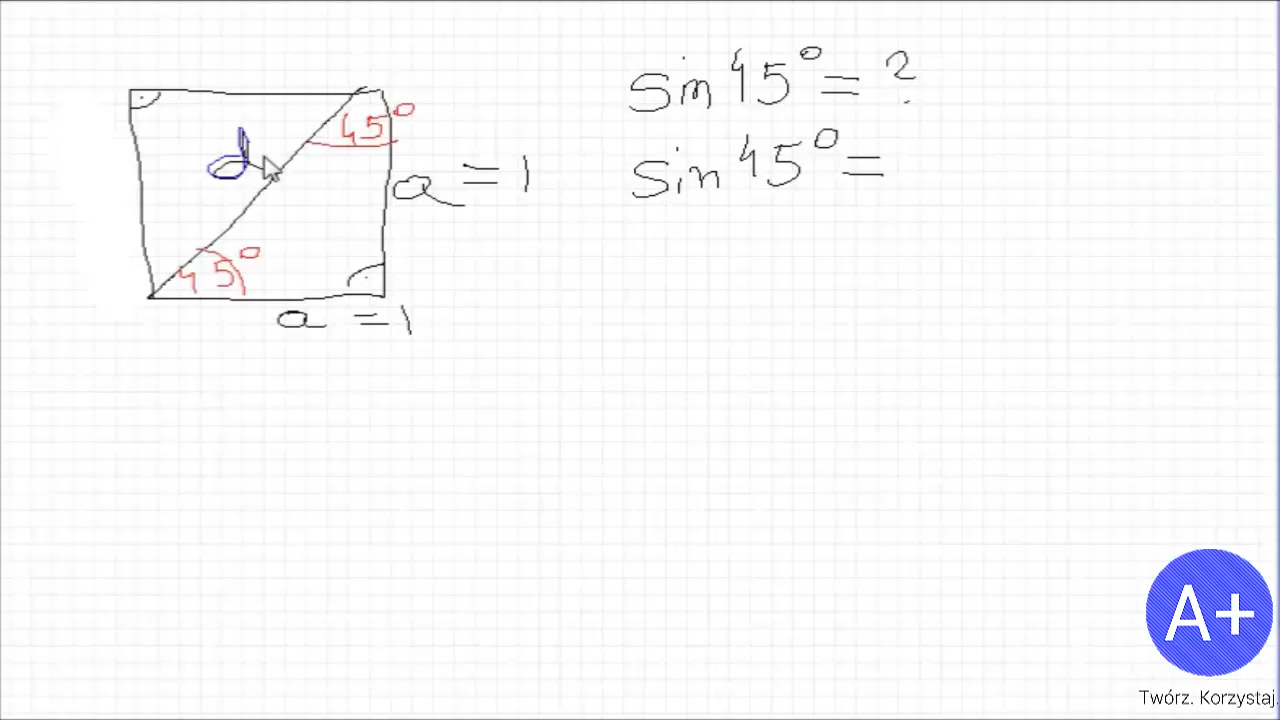 sin 45° = ?
sin 45° =
d
45°
a = 1
45°
a = 1
A+
Twórz. Korzystaj